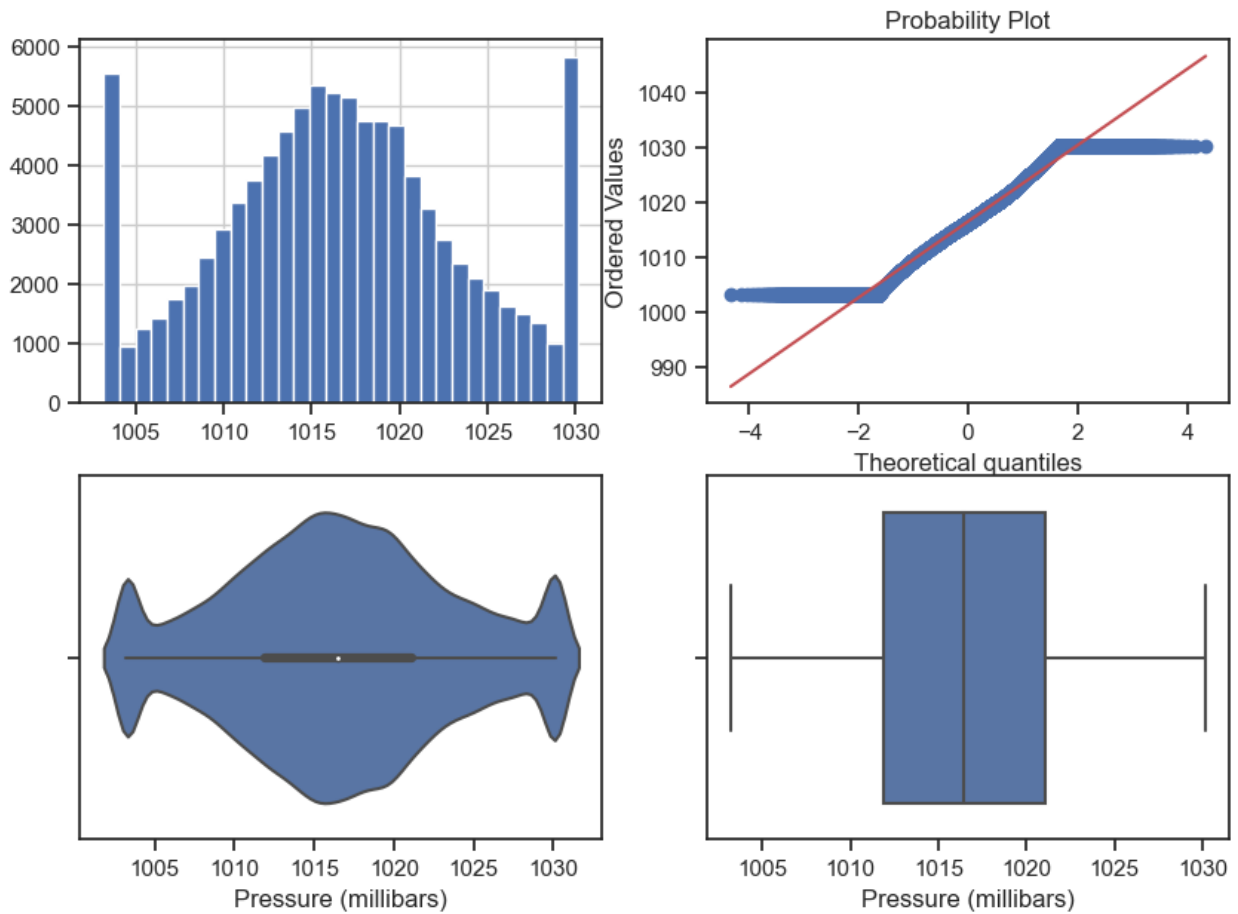 Probability Plot
6000
5000
4000
3000
2000
1000
0
1005 1010 1015 1020 1025 1030
Ordered Values
1040
1030
1020
1010
1000
990
−4 −2 0 2 4
Theoretical quantiles
1005 1010 1015 1020 1025 1030
Pressure (millibars)
1005 1010 1015 1020 1025 1030
Pressure (millibars)